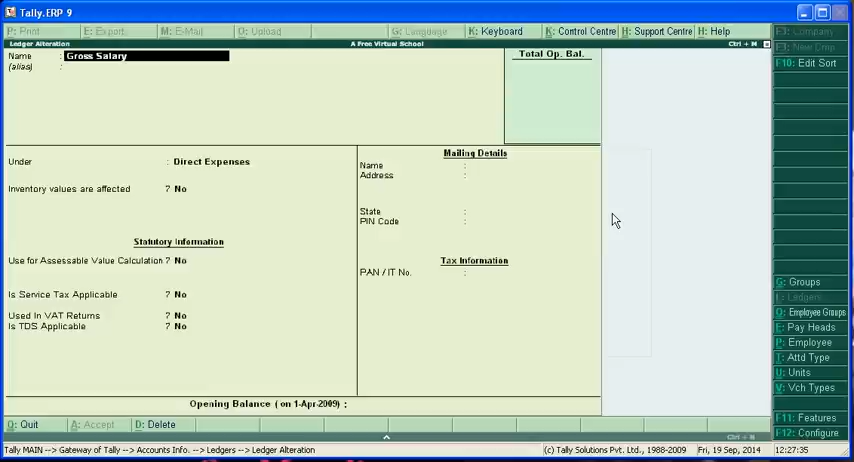 Tally.ERP 9
P: Print E: Export M: E-Mail O: Upload G: Language K: Keyboard K: Control Centre H: Support Centre H: Help
Ledger Alteration A Free Virtual School Ctrl + M
F3: Company
F3: New Cmp
F10: Edit Sort
Name : Gross Salary
(alias) :
Total Op. Bal.
Under : Direct Expenses
Inventory values are affected ? No
Statutory Information
Use for Assessable Value Calculation ? No
Is Service Tax Applicable ? No
Used In VAT Returns ? No
Is TDS Applicable ? No
Mailing Details
Name :
Address :
State :
PIN Code :
Tax Information
PAN / IT No. :
Opening Balance ( on 1-Apr-2009) :
G: Groups
L: Ledgers
O: Employee Groups
E: Pay Heads
P: Employee
T: Attd Type
U: Units
V: Vch Types
F11: Features
F12: Configure
Q: Quit A: Accept D: Delete
Ctrl + N
Tally MAIN --> Gateway of Tally --> Accounts Info. --> Ledgers --> Ledger Alteration (c) Tally Solutions Pvt. Ltd., 1988-2009 Fri, 19 Sep, 2014 12:27:35